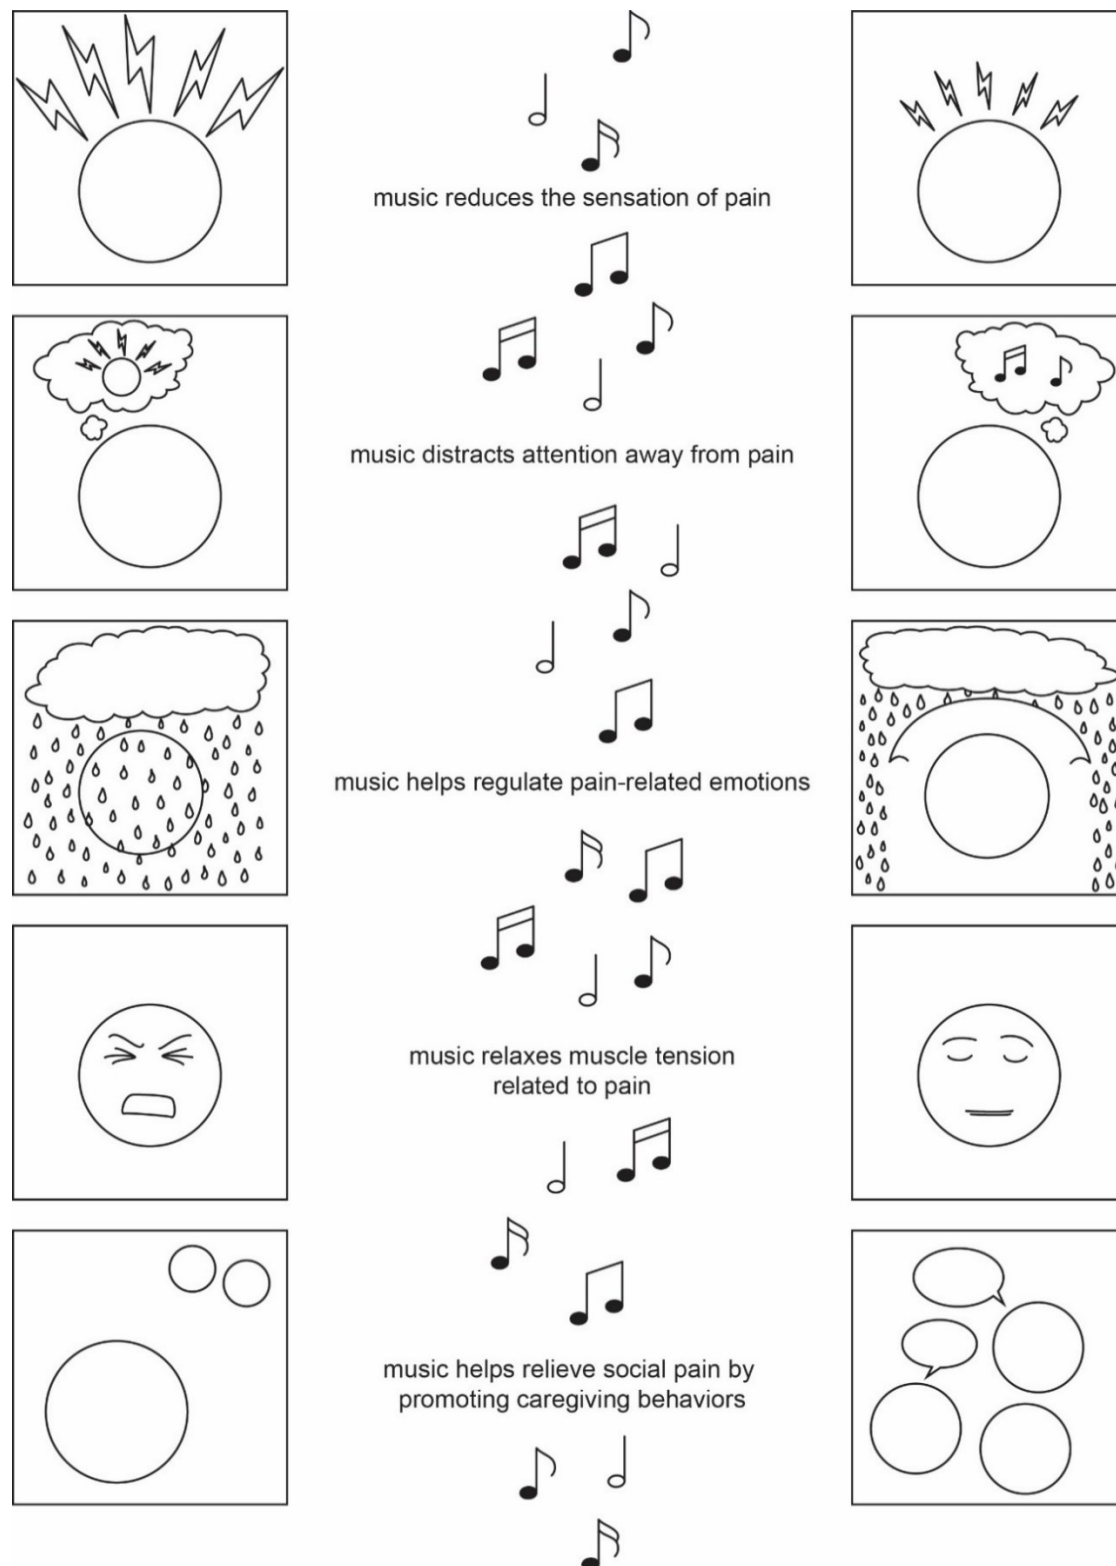 music reduces the sensation of pain
music distracts attention away from pain
music helps regulate pain-related emotions
music relaxes muscle tension
related to pain
music helps relieve social pain by
promoting caregiving behaviors